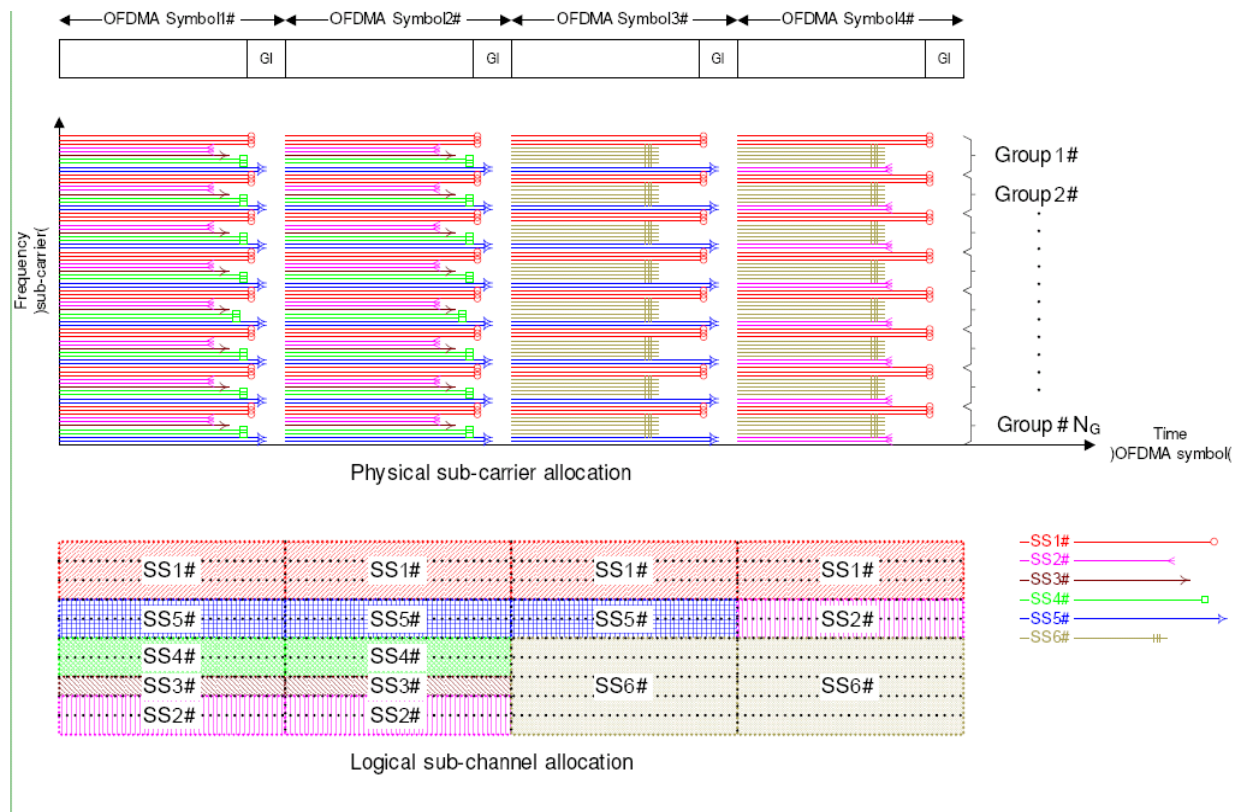 OFDMA Symbol1# OFDMA Symbol2# OFDMA Symbol3# OFDMA Symbol4#
GI GI GI GI
Group 1#
Group 2#
Group # NG
Frequency
)sub-carrier(
Time
)OFDMA symbol(
Physical sub-carrier allocation
SS1# SS1# SS1# SS1#
SS5# SS5# SS5# SS2#
SS4# SS4#
SS3# SS3# SS6# SS6#
SS2# SS2#
Logical sub-channel allocation
SS1#
SS2#
SS3#
SS4#
SS5#
SS6#